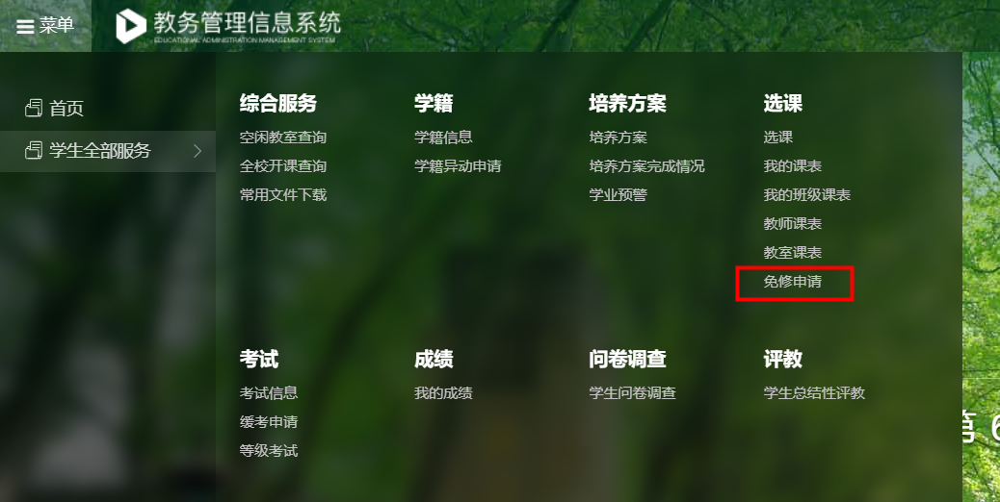 菜单
教务管理信息系统
EDUCATIONAL ADMINISTRATION MANAGEMENT SYSTEM
首页
学生全部服务
综合服务
空闲教室查询
全校开课查询
常用文件下载
学籍
学籍信息
学籍异动申请
培养方案
培养方案
培养方案完成情况
学业预警
选课
选课
我的课表
我的班级课表
教师课表
教室课表
免修申请
考试
考试信息
缓考申请
等级考试
成绩
我的成绩
问卷调查
学生问卷调查
评教
学生总结性评教
第 6